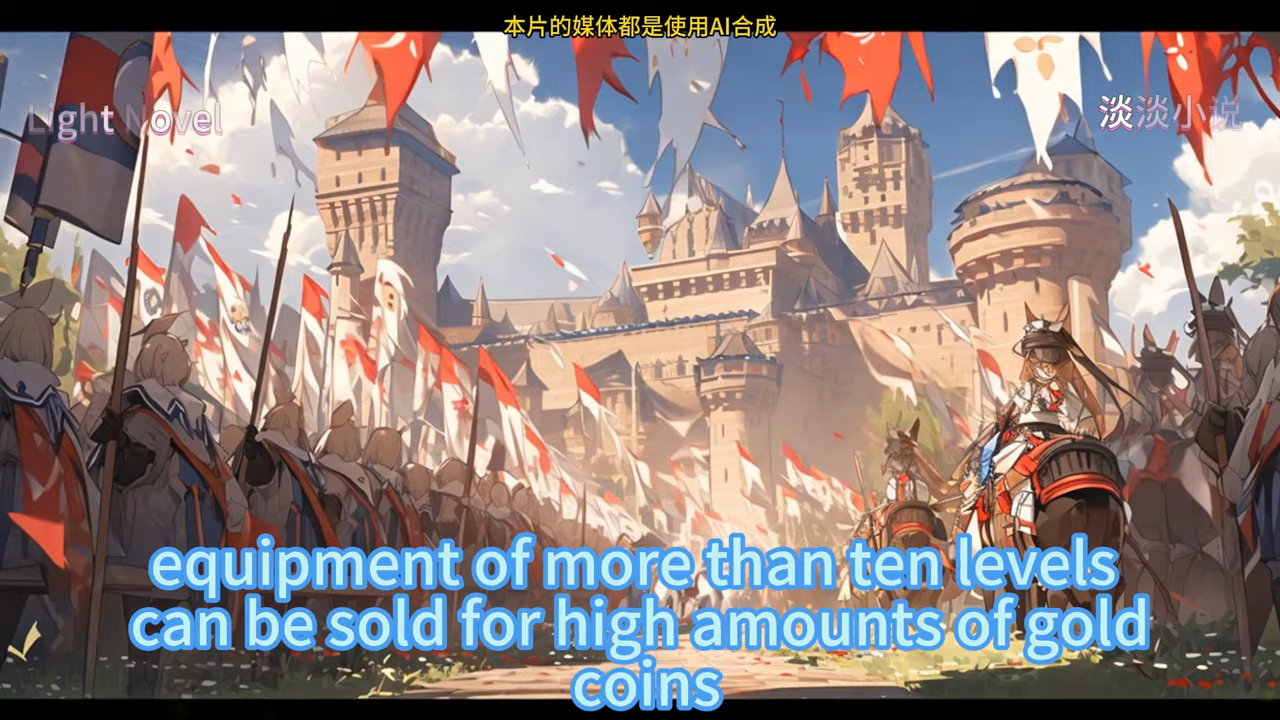 本片的媒体都是使用AI合成
Light Novel
淡淡小说
equipment of more than ten levels
can be sold for high amounts of gold
coins